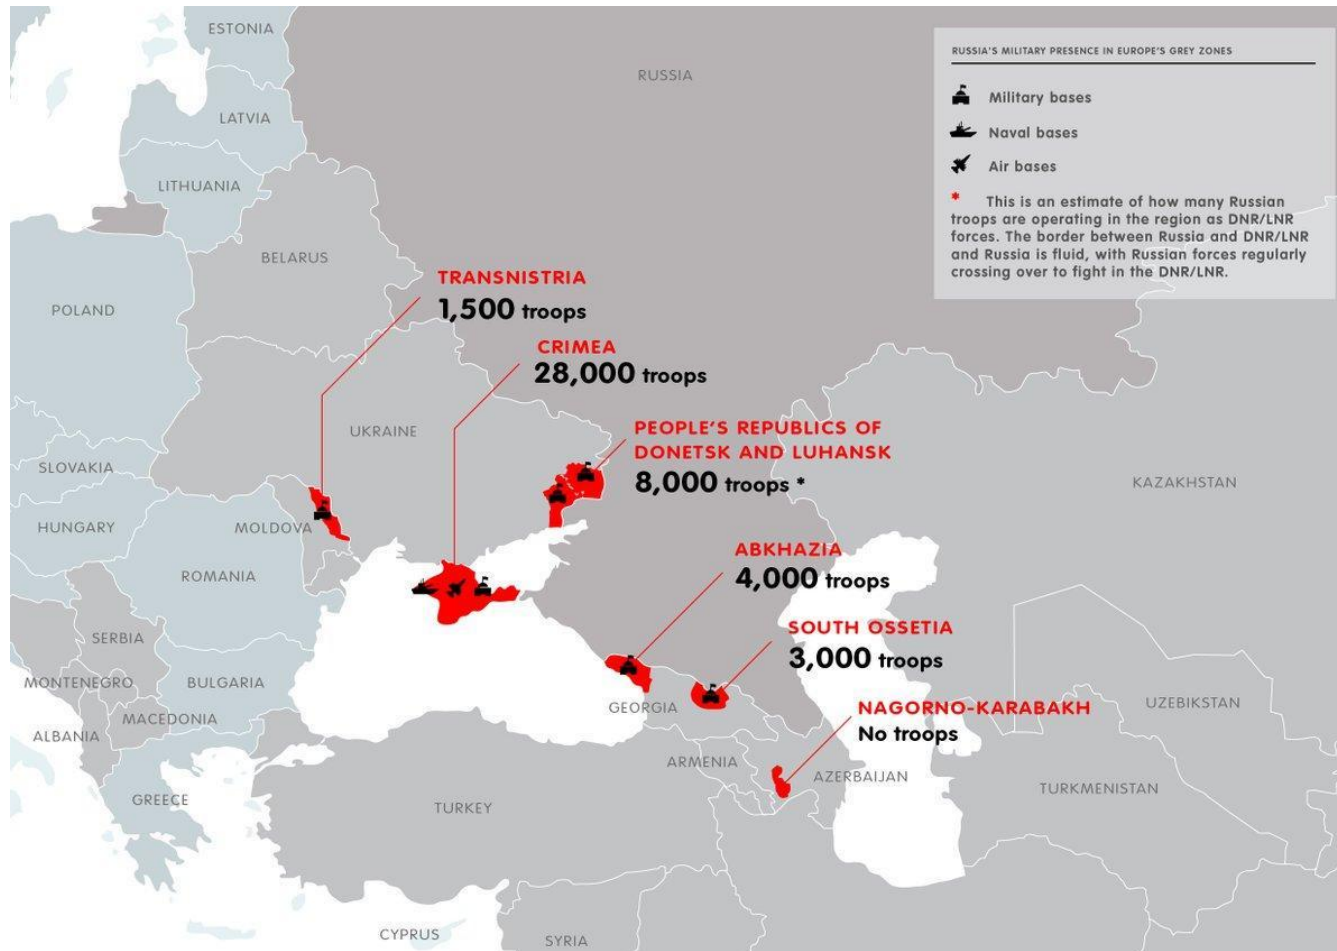 ESTONIA
RUSSIA
LATVIA
LITHUANIA
BELARUS
POLAND
UKRAINE
SLOVAKIA
HUNGARY
MOLDOVA
ROMANIA
SERBIA
MONTENEGRO
BULGARIA
MACEDONIA
ALBANIA
GREECE
TURKEY
CYPRUS
SYRIA
GEORGIA
ARMENIA
AZERBAIJAN
KAZAKHSTAN
UZEBIKSTAN
TURKMENISTAN
TRANSNISTRIA
1,500 troops
CRIMEA
28,000 troops
PEOPLE'S REPUBLICS OF
DONETSK AND LUHANSK
8,000 troops *
ABKHAZIA
4,000 troops
SOUTH OSSETIA
3,000 troops
NAGORNO-KARABAKH
No troops
RUSSIA'S MILITARY PRESENCE IN EUROPE'S GREY ZONES
Military bases
Naval bases
Air bases
* This is an estimate of how many Russian
troops are operating in the region as DNR/LNR
forces. The border between Russia and DNR/LNR
and Russia is fluid, with Russian forces regularly
crossing over to fight in the DNR/LNR.